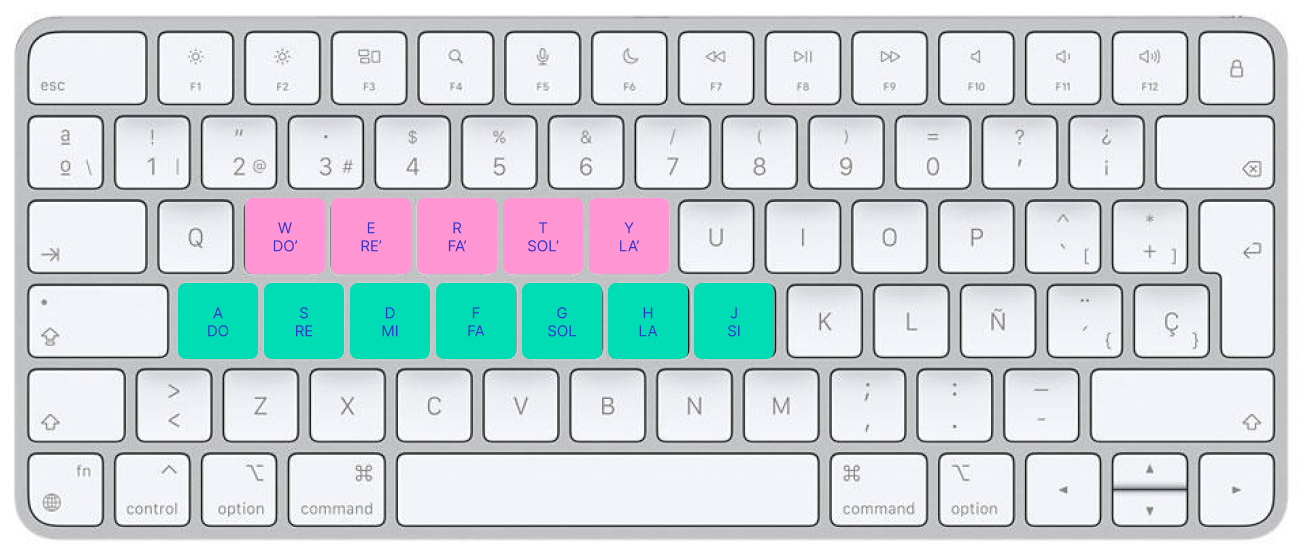 esc F1 F2 F3 F4 F5 F6 F7 F8 F9 F10 F11 F12
ª ! " · $ % & / ( ) = ? ¿
º \ 1 | 2 @ 3 # 4 5 6 7 8 9 0 ' ¡
Q W E R T Y U I O P ^ *
DO' RE' FA' SOL' LA' ` [ + ]
A S D F G H J K L Ñ ¨ Ç
DO RE MI FA SOL LA SI ´ { }
> Z X C V B N M ; : _
< , . -
fn
control option command command option